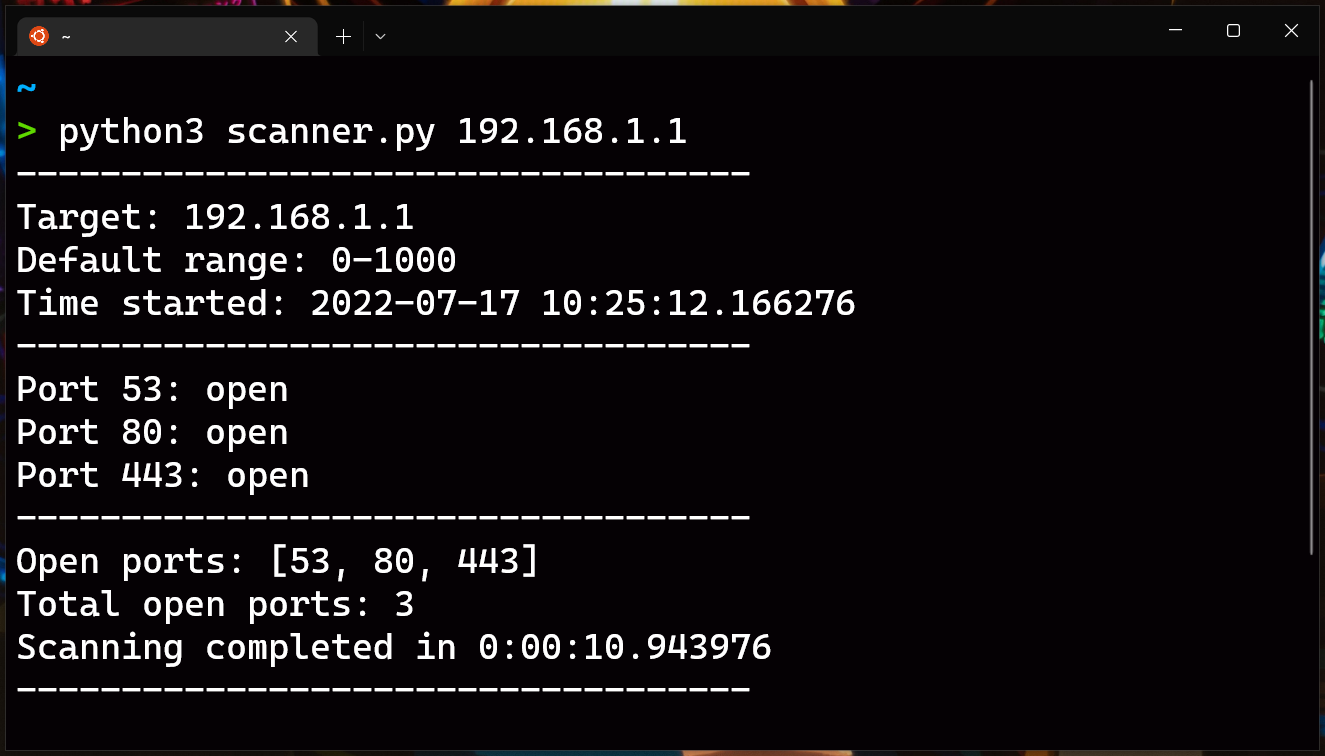 ~
~
> python3 scanner.py 192.168.1.1
-----------------------------------
Target: 192.168.1.1
Default range: 0-1000
Time started: 2022-07-17 10:25:12.166276
-----------------------------------
Port 53: open
Port 80: open
Port 443: open
-----------------------------------
Open ports: [53, 80, 443]
Total open ports: 3
Scanning completed in 0:00:10.943976
-----------------------------------